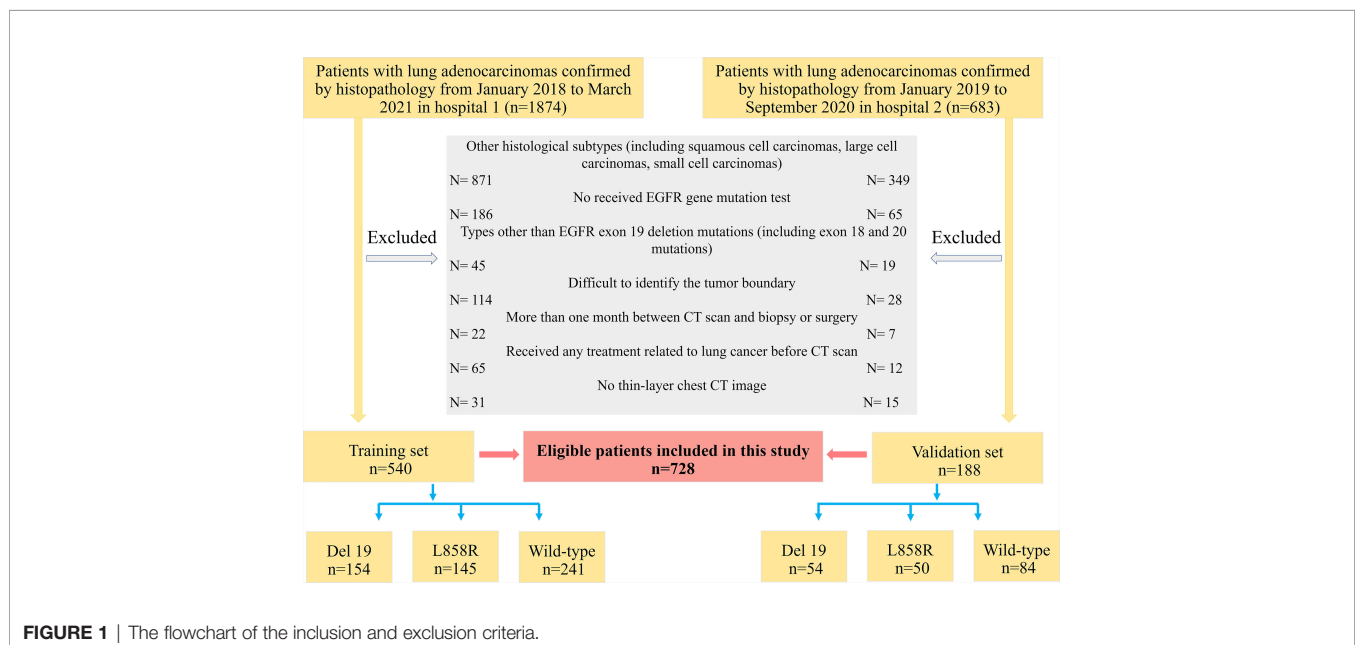 Patients with lung adenocarcinomas confirmed
by histopathology from January 2018 to March
2021 in hospital 1 (n=1874)
Patients with lung adenocarcinomas confirmed
by histopathology from January 2019 to
September 2020 in hospital 2 (n=683)
Other histological subtypes (including squamous cell carcinomas, large cell
carcinomas, small cell carcinomas)
N= 871 N= 349
No received EGFR gene mutation test
N= 186 N= 65
Excluded
Types other than EGFR exon 19 deletion mutations (including exon 18 and 20
mutations)
Excluded
N= 45 N= 19
Difficult to identify the tumor boundary
N= 114 N= 28
More than one month between CT scan and biopsy or surgery
N= 22 N= 7
Received any treatment related to lung cancer before CT scan
N= 65 N= 12
No thin-layer chest CT image
N= 31 N= 15
Training set
n=540
Eligible patients included in this study
n=728
Validation set
n=188
Del 19
n=154
L858R
n=145
Wild-type
n=241
Del 19
n=54
L858R
n=50
Wild-type
n=84
FIGURE 1 | The flowchart of the inclusion and exclusion criteria.